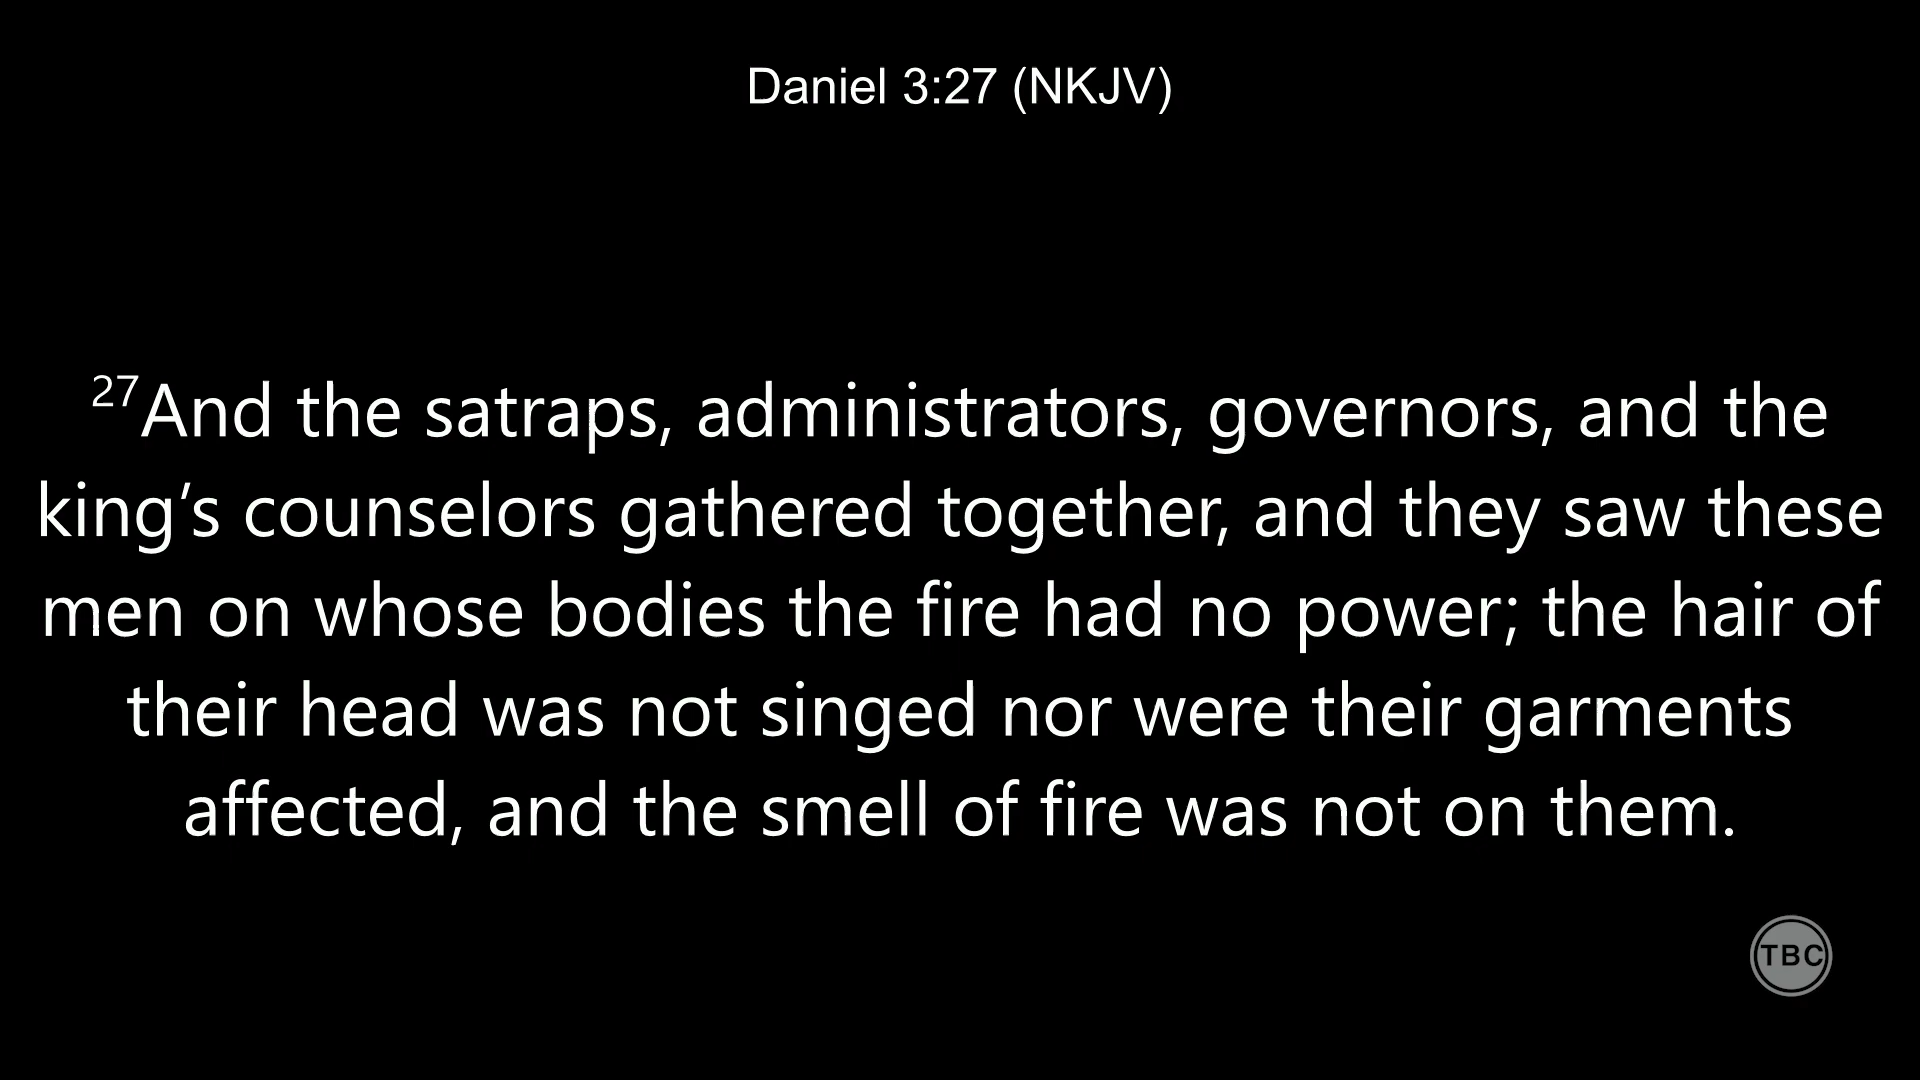 Daniel 3:27 (NKJV)
27And the satraps, administrators, governors, and the
king’s counselors gathered together, and they saw these
men on whose bodies the fire had no power; the hair of
their head was not singed nor were their garments
affected, and the smell of fire was not on them.
TBC